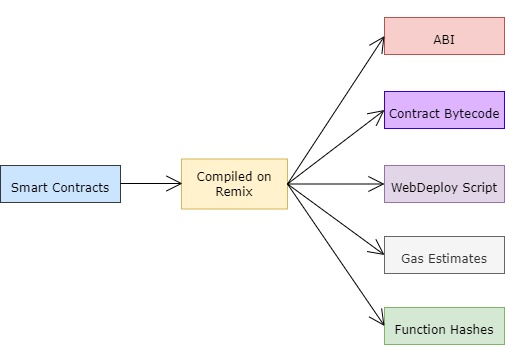 Smart Contracts
Compiled on
Remix
ABI
Contract Bytecode
WebDeploy Script
Gas Estimates
Function Hashes